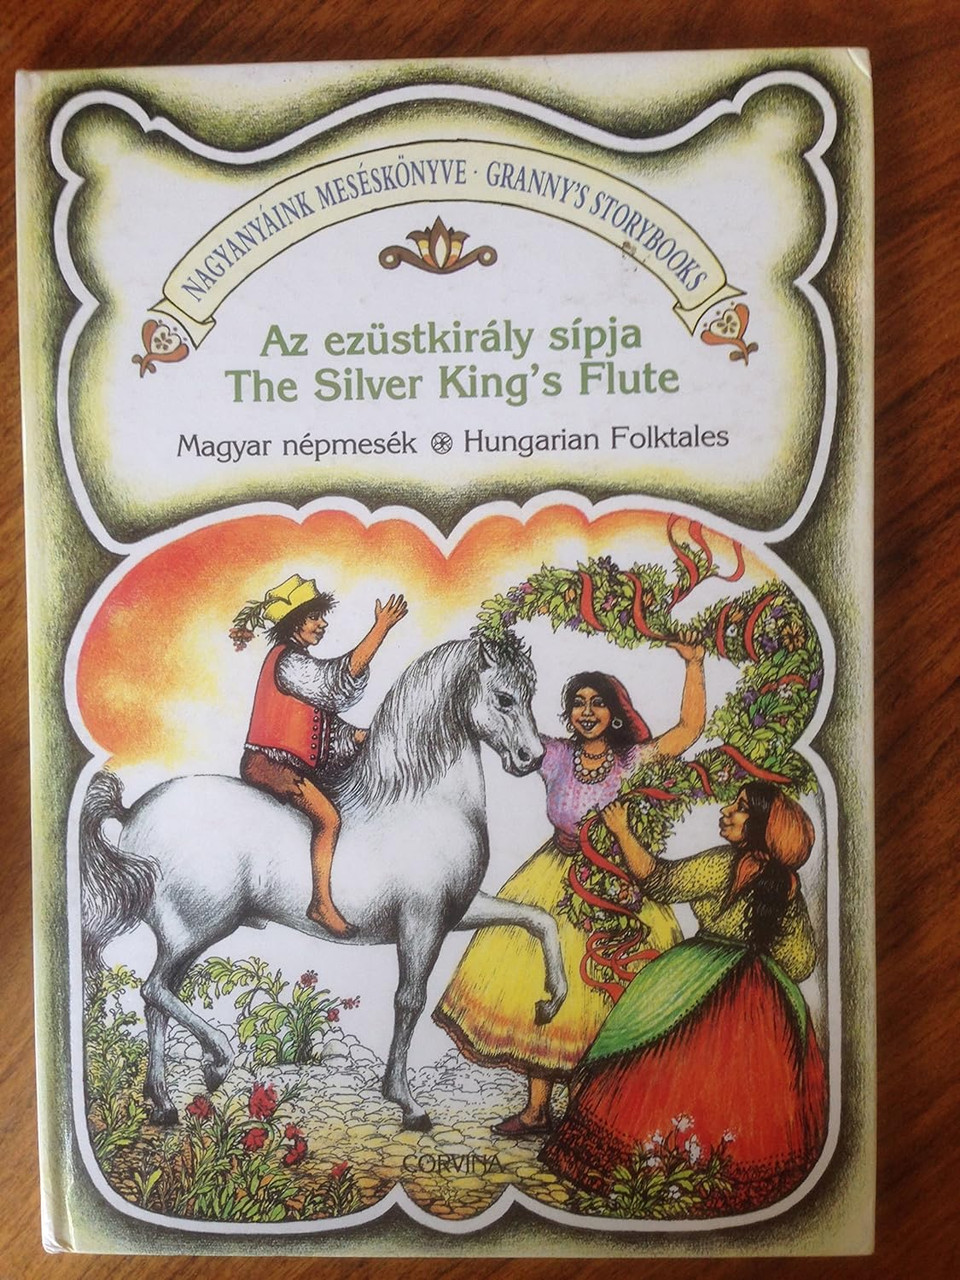 NAGYANYÁINK MESÉSKÖNYVE · GRANNY'S STORYBOOKS
Az ezüstkirály sípja
The Silver King's Flute
Magyar népmesék ֍ Hungarian Folktales
CORVINA